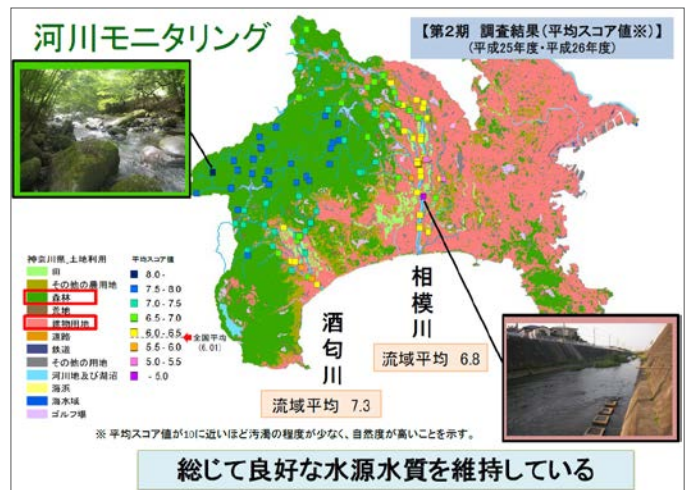 河川モニタリング
【第2期 調査結果(平均スコア値※)】
(平成25年度・平成26年度)
神奈川県_土地利用
田
その他の農用地
森林
荒地
建物用地
道路
鉄道
その他の用地
河川地及び湖沼
海浜
海水域
ゴルフ場
平均スコア値
8.0 -
7.5 - 8.0
7.0 - 7.5
6.5 - 7.0
6.0 - 6.5
5.5 - 6.0
5.0 - 5.5
- 5.0
全国平均
(6.01)
酒匂川
流域平均 7.3
相模川
流域平均 6.8
※ 平均スコア値が10に近いほど汚濁の程度が少なく、自然度が高いことを示す。
総じて良好な水源水質を維持している